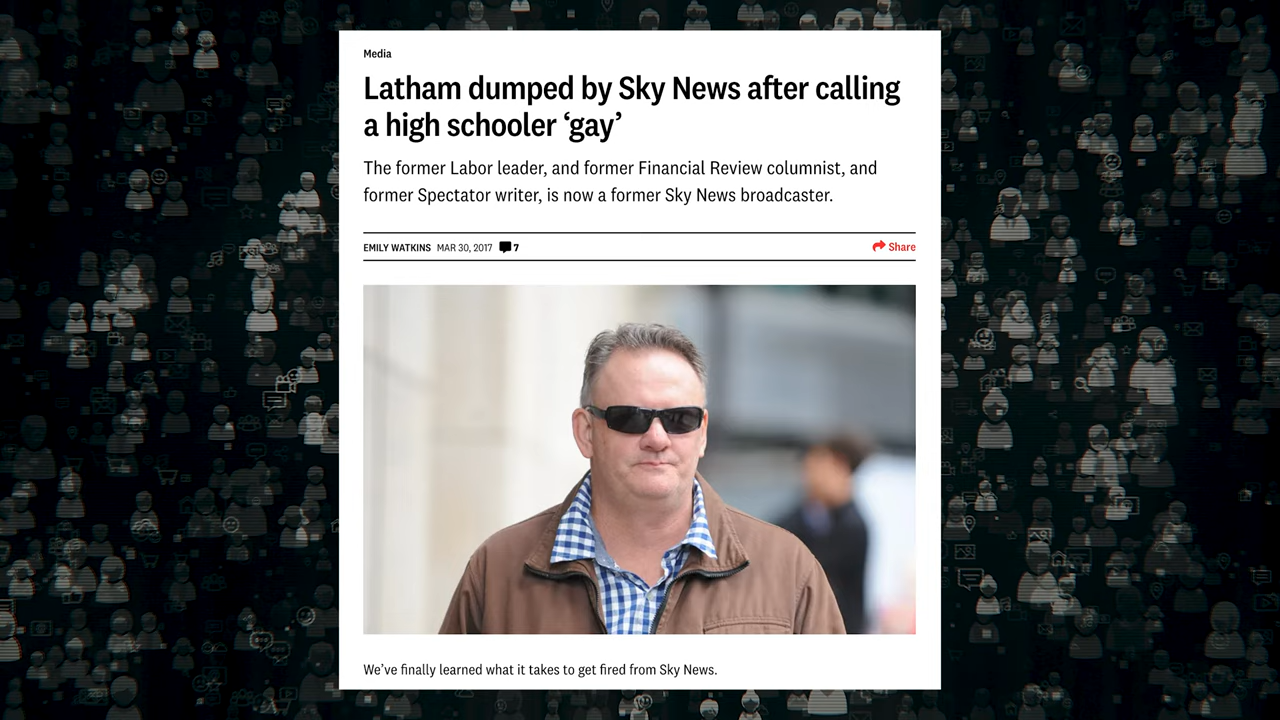 Media
Latham dumped by Sky News after calling
a high schooler ‘gay’
The former Labor leader, and former Financial Review columnist, and
former Spectator writer, is now a former Sky News broadcaster.
EMILY WATKINS MAR 30, 2017 7 Share
We’ve finally learned what it takes to get fired from Sky News.